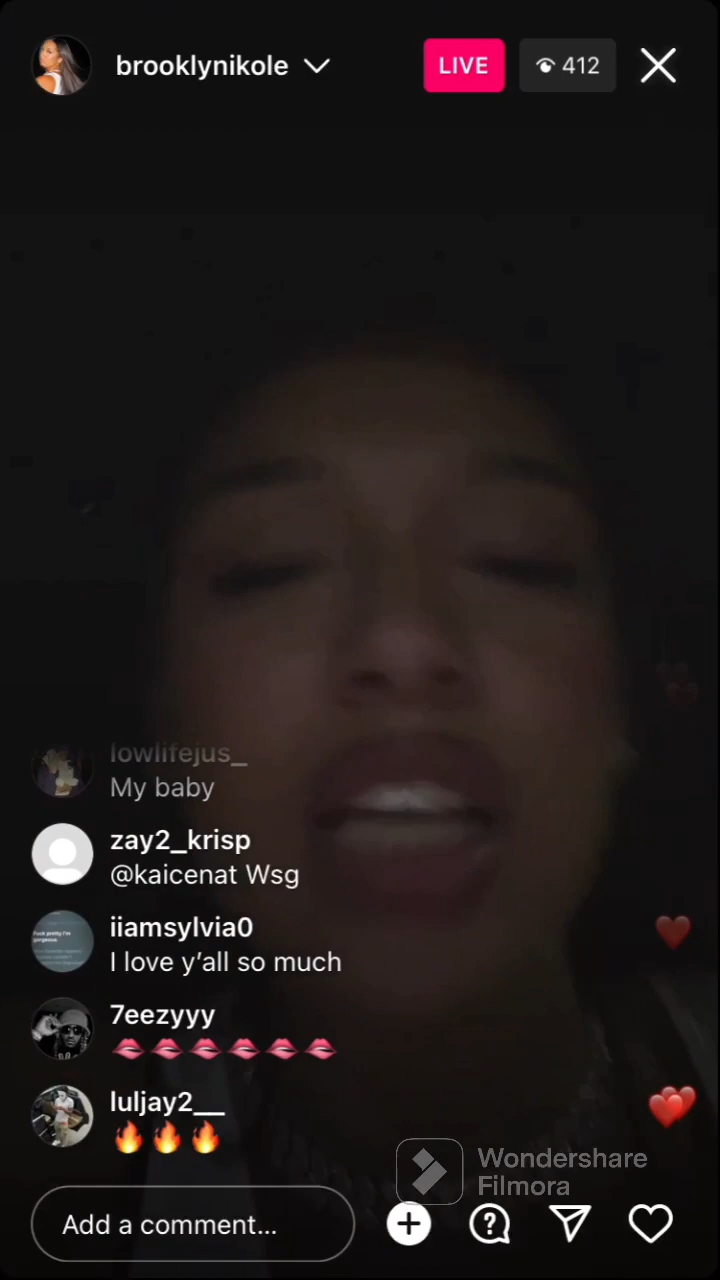 brooklynikole
LIVE
412
lowlifejus_
My baby
zay2_krisp
@kaicenat Wsg
iiamsylvia0
I love y’all so much
7eezyyy
💋💋💋💋💋💋
luljay2__
🔥🔥🔥
Wondershare
Filmora
Add a comment...